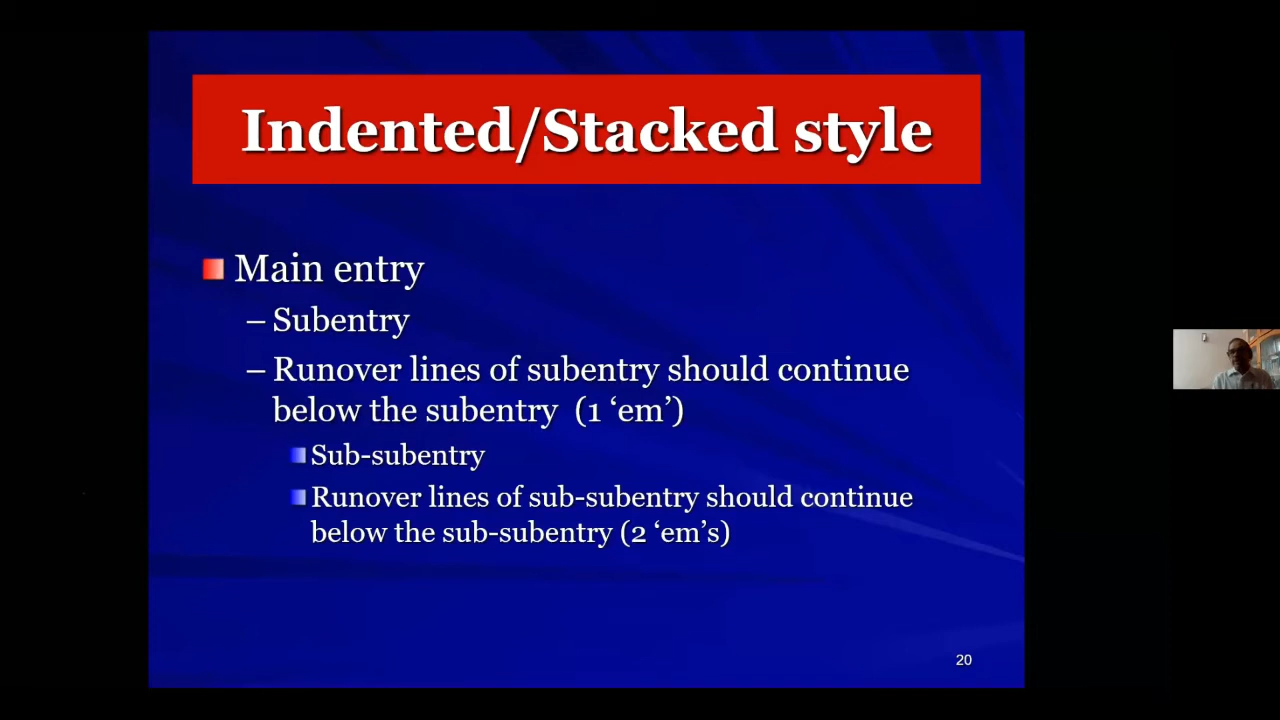 Indented/Stacked style
Main entry
– Subentry
– Runover lines of subentry should continue
below the subentry (1 ‘em’)
Sub-subentry
Runover lines of sub-subentry should continue
below the sub-subentry (2 ‘em’s)
20